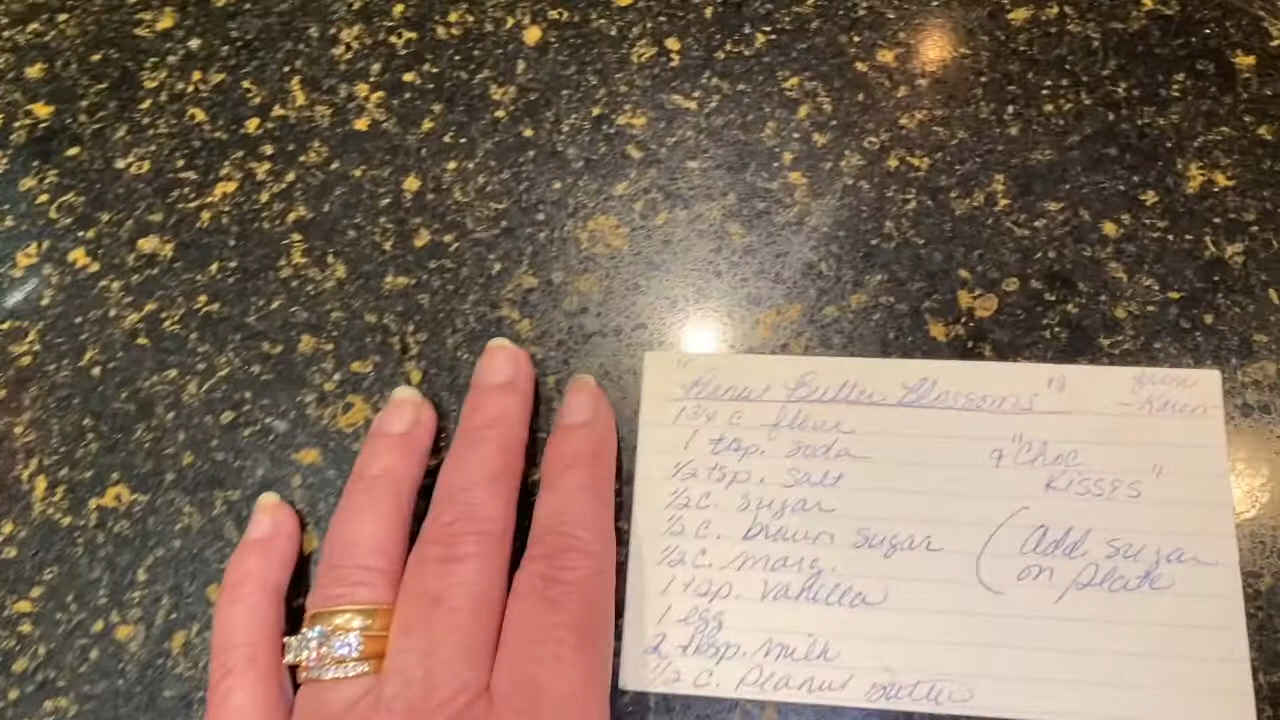 "Peanut Butter Blossoms"
from
-Karen-
1 3/4 c flour
1 tsp. soda
& "Choc
Kisses"
1/2 tsp. salt
1/2 c. sugar
1/2 c. brown sugar
(Add sugar
on plate
1/2 c. marg.
1 tsp. vanilla
1 egg
2 tbsp. milk
1/2 c. Peanut Butter